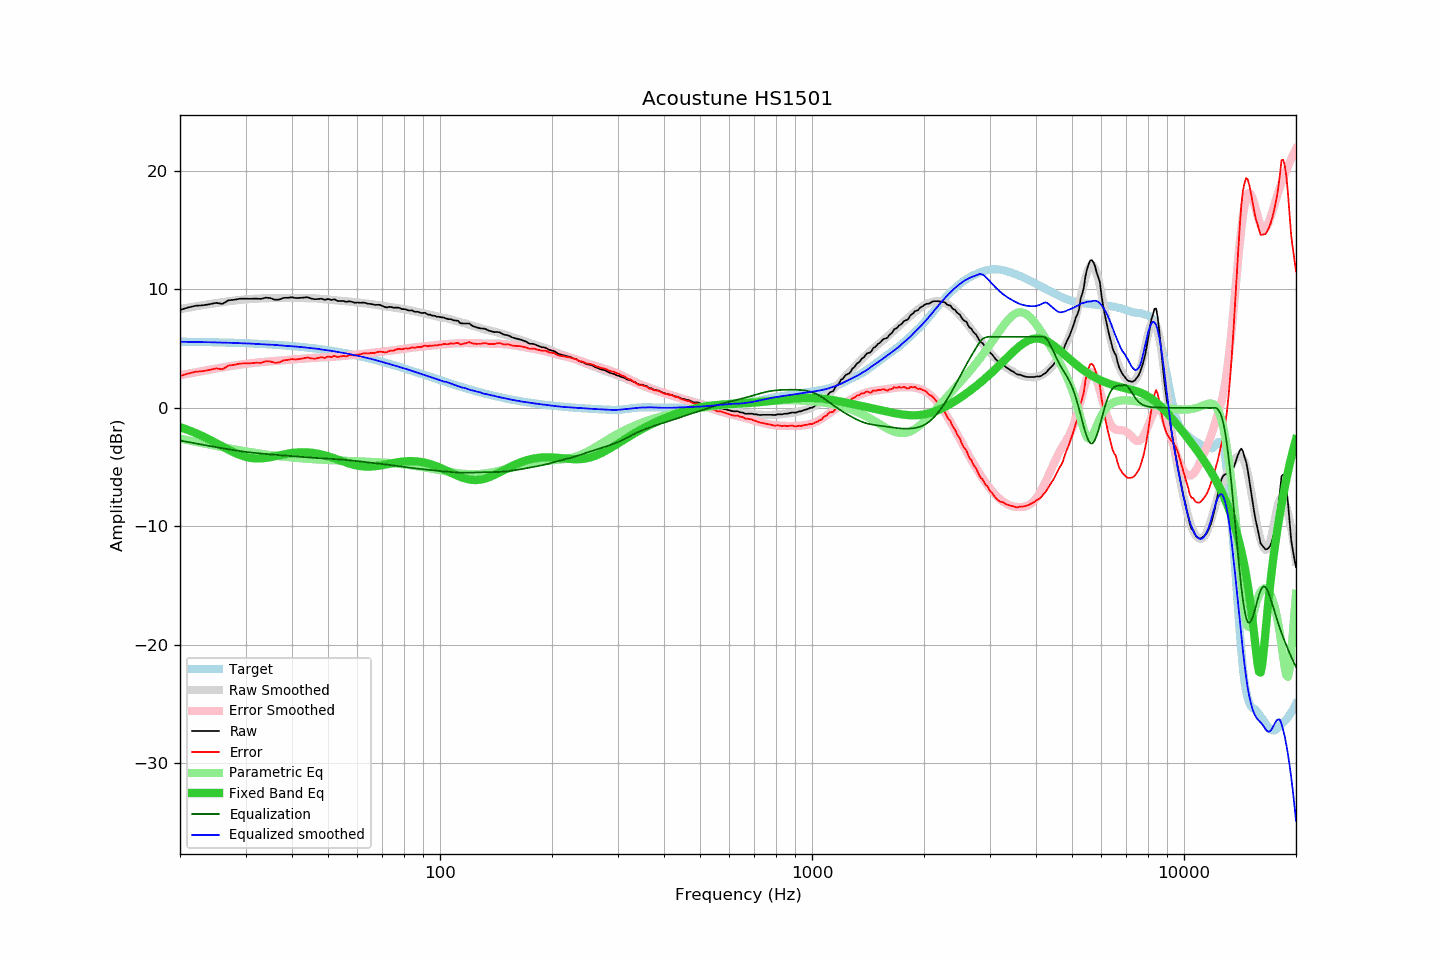 Acoustune HS1501
Amplitude (dBr)
20
10
0
−10
−20
−30
Target
Raw Smoothed
Error Smoothed
Raw
Error
Parametric Eq
Fixed Band Eq
Equalization
Equalized smoothed
100 1000 10000
Frequency (Hz)